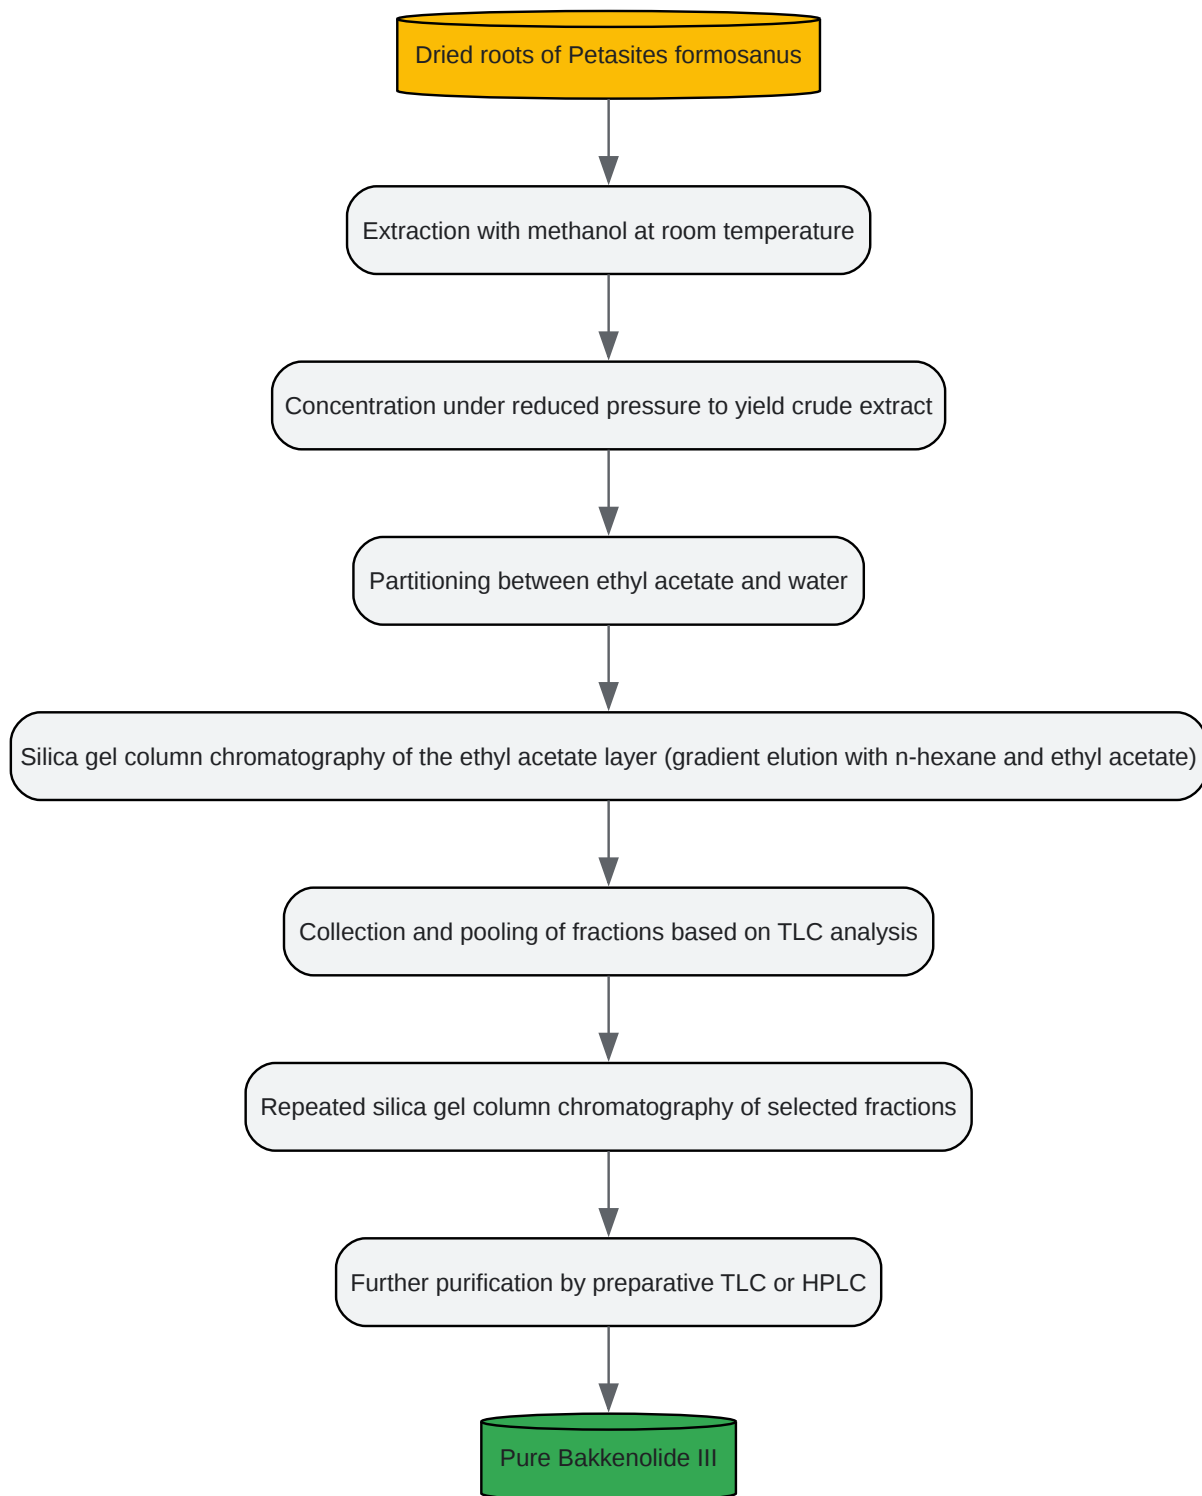 Dried roots of Petasites formosanus
Extraction with methanol at room temperature
Concentration under reduced pressure to yield crude extract
Partitioning between ethyl acetate and water
Silica gel column chromatography of the ethyl acetate layer (gradient elution with n-hexane and ethyl acetate)
Collection and pooling of fractions based on TLC analysis
Repeated silica gel column chromatography of selected fractions
Further purification by preparative TLC or HPLC
Pure Bakkenolide III